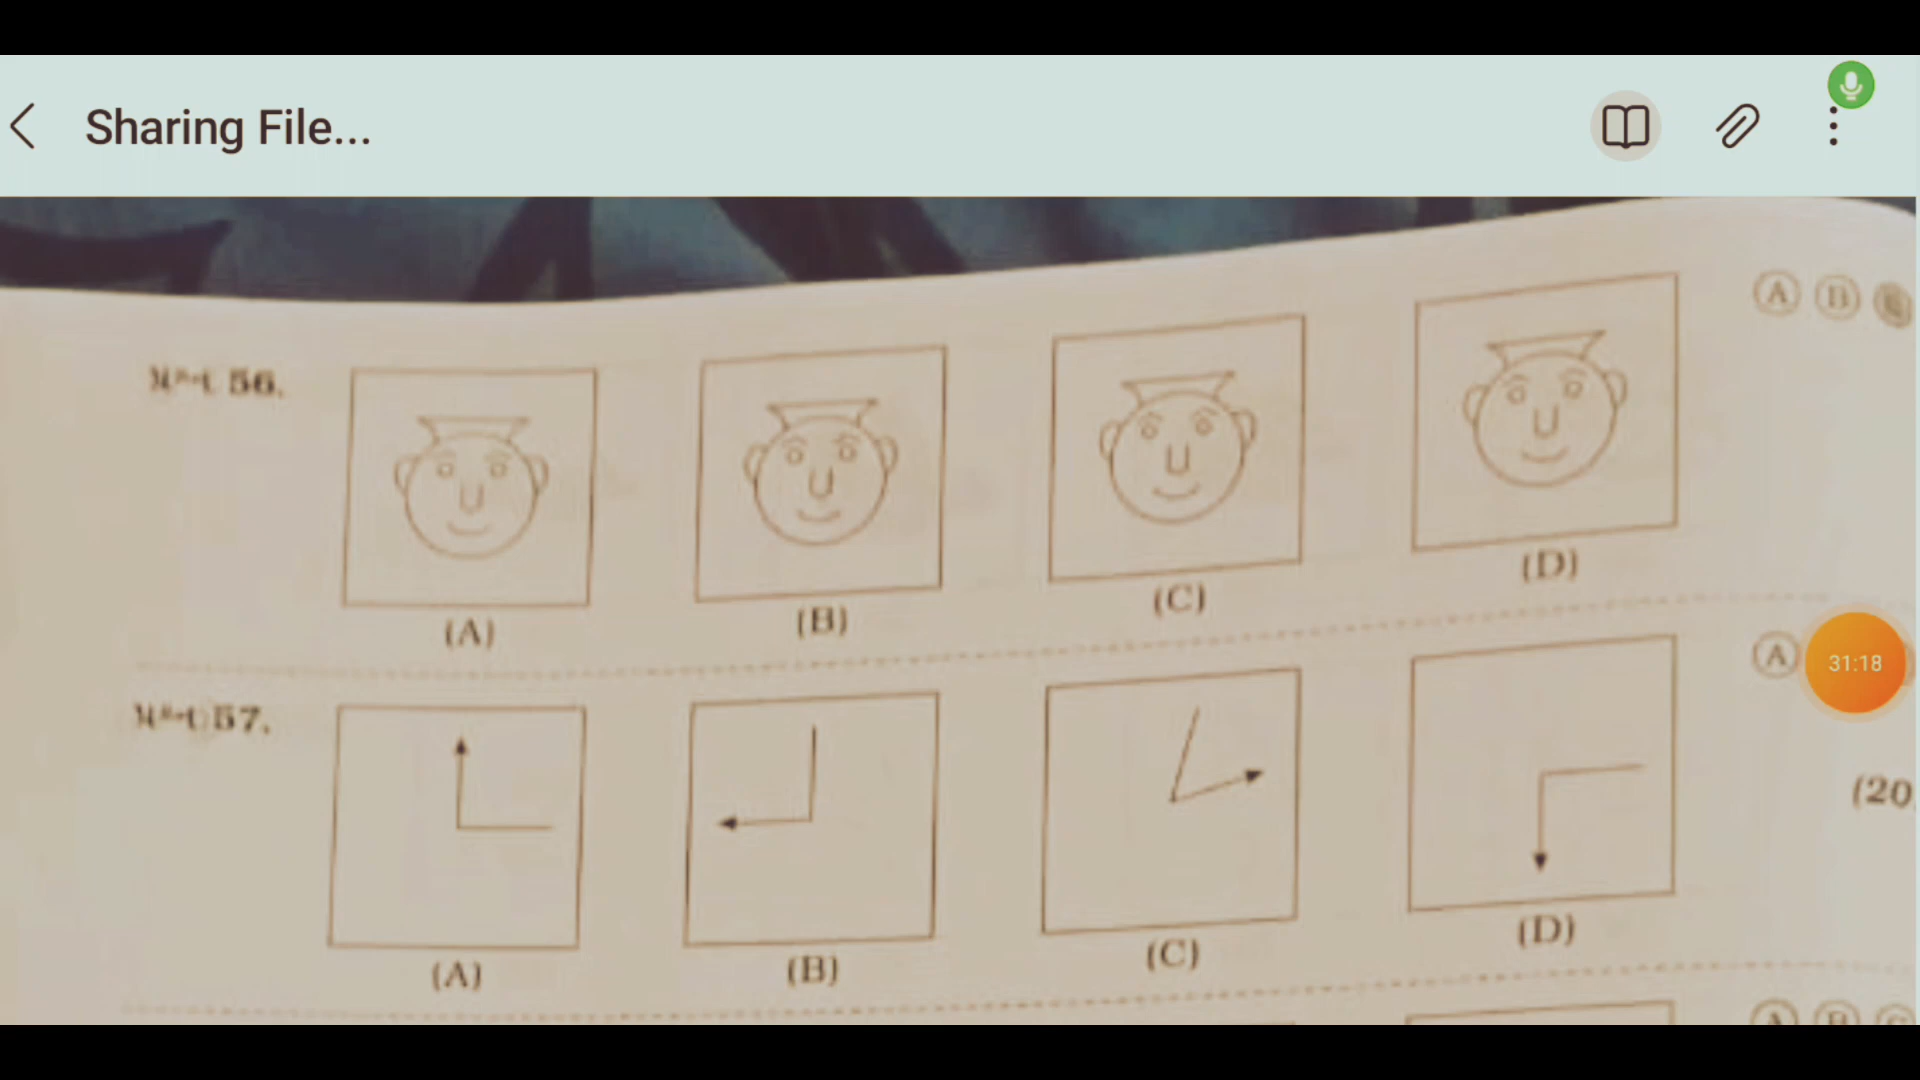 Sharing File...
A B
56.
(A) (B) (C) (D)
A
31:18
57.
(20
(A) (B) (C) (D)
A B C